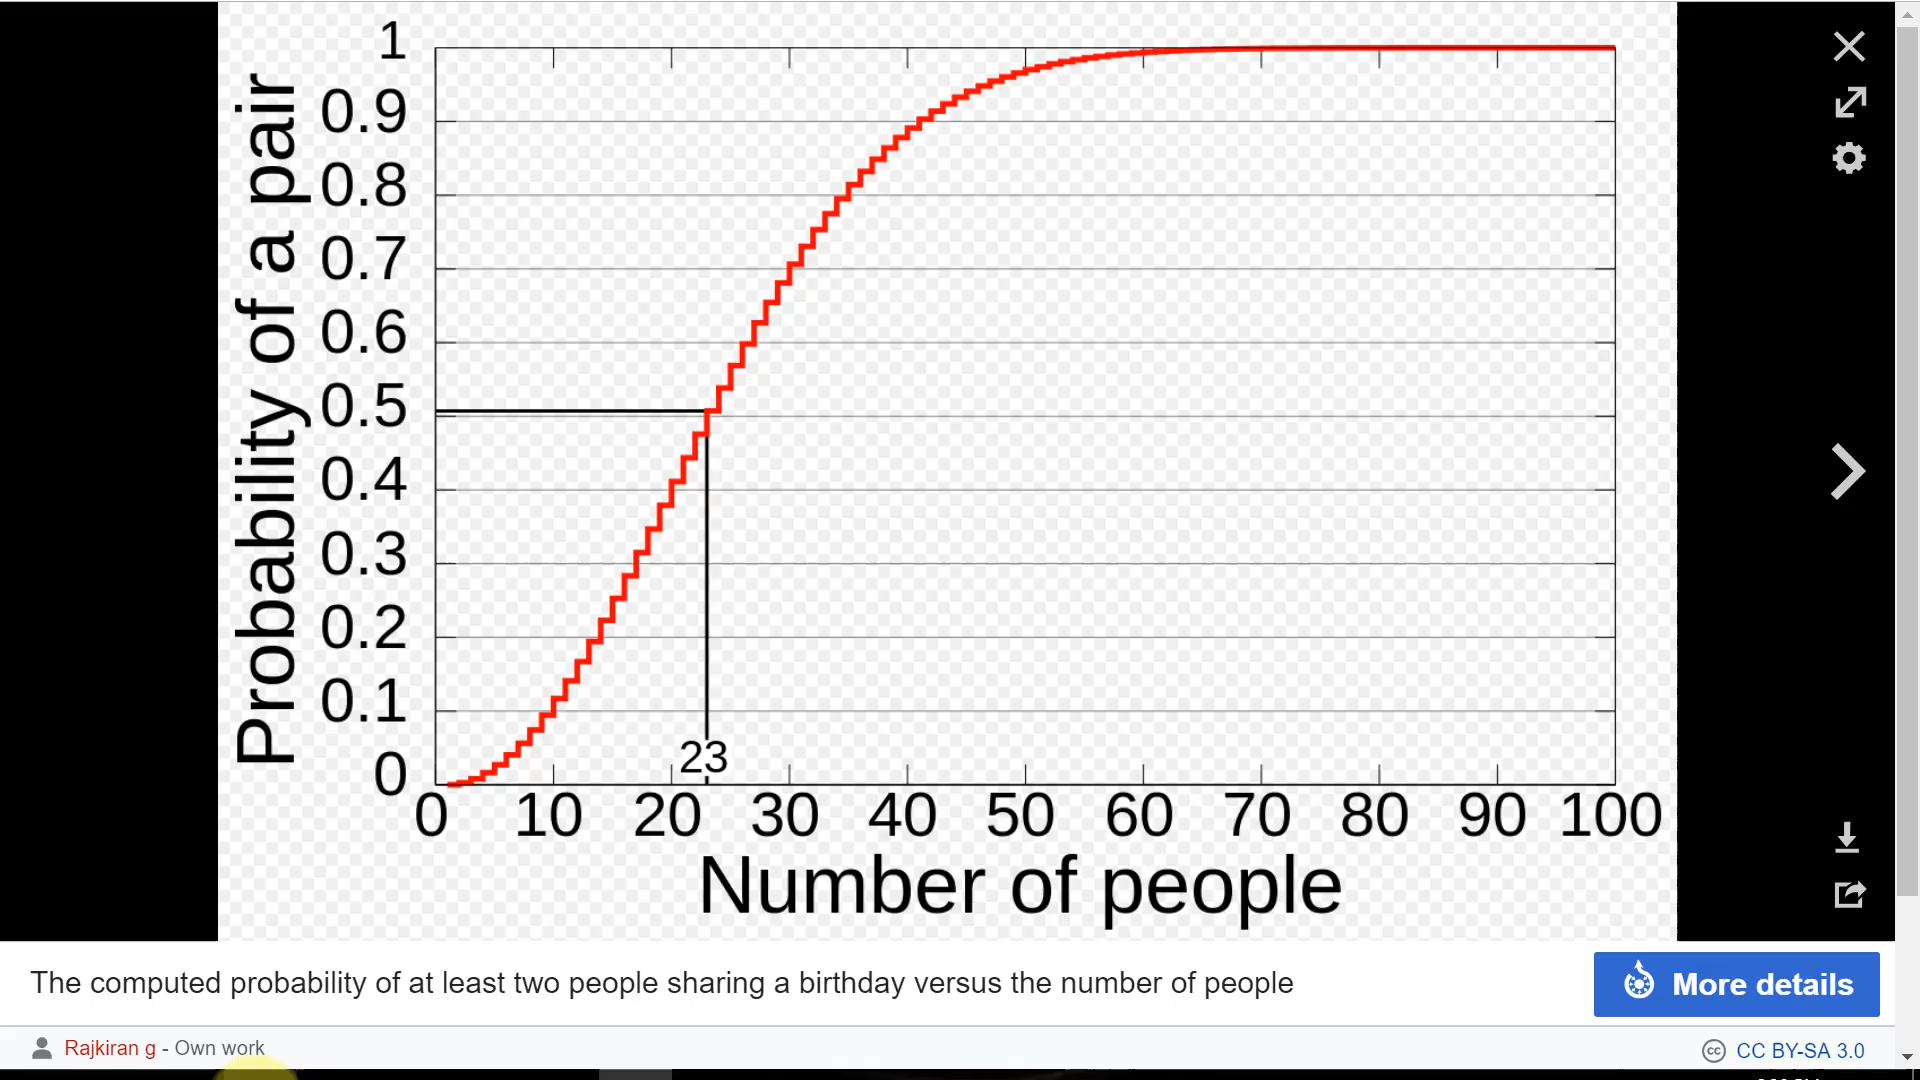 Probability of a pair
1
0.9
0.8
0.7
0.6
0.5
0.4
0.3
0.2
0.1
0
23
0 10 20 30 40 50 60 70 80 90 100
Number of people
The computed probability of at least two people sharing a birthday versus the number of people
More details
Rajkiran g - Own work
cc CC BY-SA 3.0